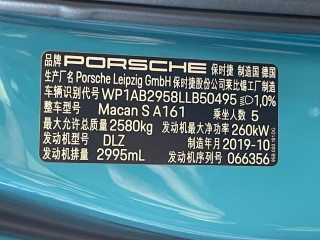 品牌 PORSCHE 保时捷 制造国 德国
生产厂名 Porsche Leipzig GmbH 保时捷股份公司莱比锡工厂制造
车辆识别代号 WP1AB2958LLB50495 1,0%
整车型号 Macan S A161 乘坐人数 5
最大允许总质量 2580kg 发动机最大净功率 260kW
发动机型号 DLZ 制造年月 2019-10
发动机排量 2995mL 发动机序列号 066356